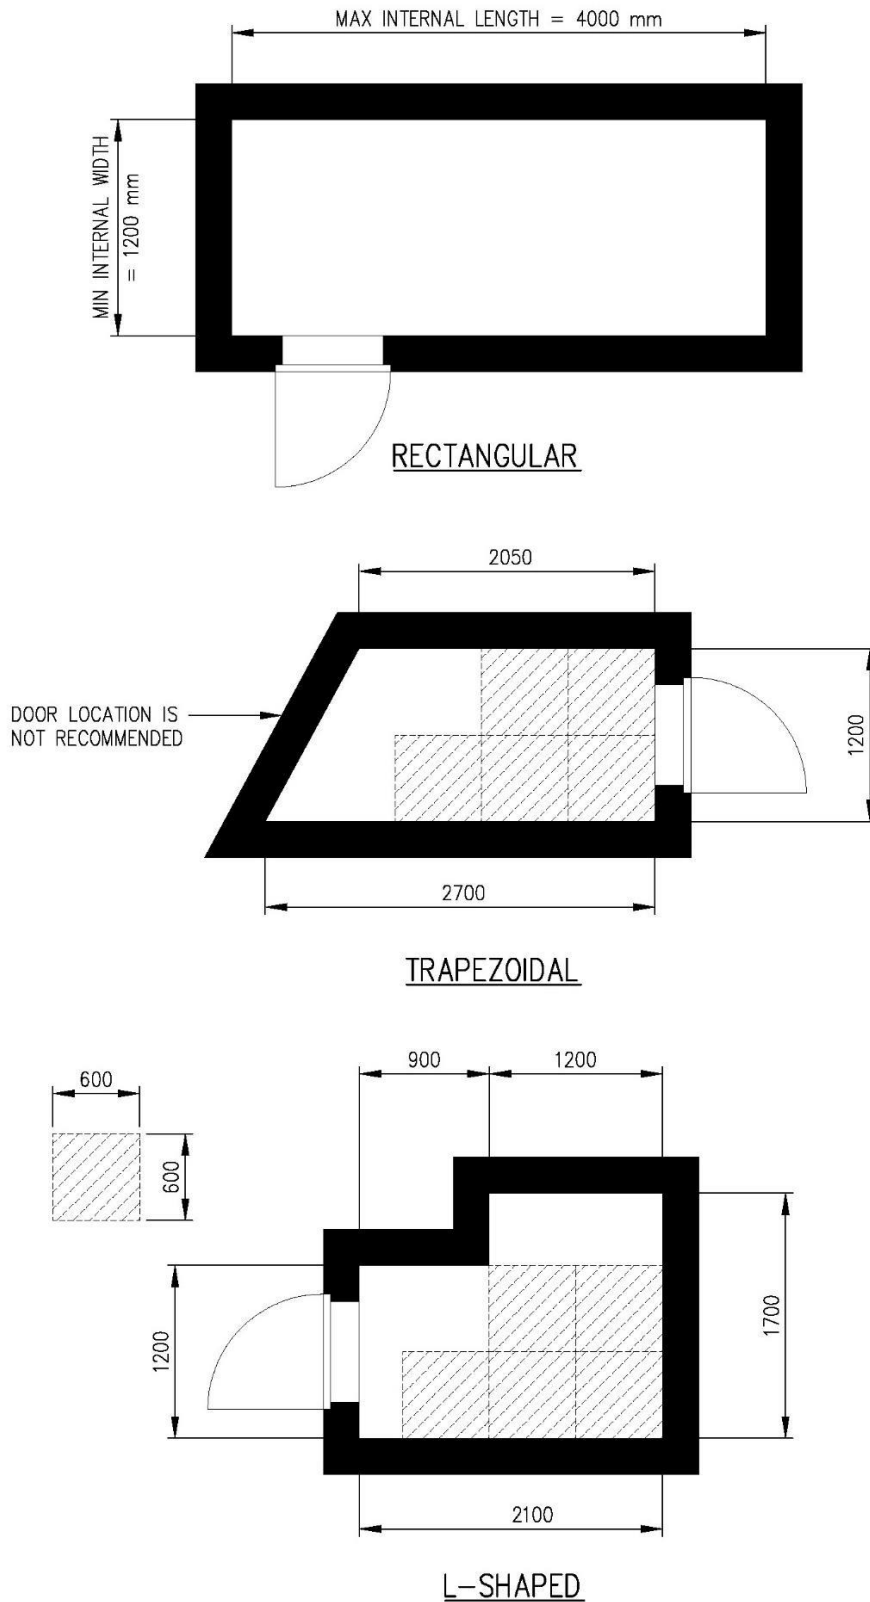 MAX INTERNAL LENGTH = 4000 mm
MIN INTERNAL WIDTH
= 1200 mm
RECTANGULAR
2050
DOOR LOCATION IS
NOT RECOMMENDED
1200
2700
TRAPEZOIDAL
900
1200
600
600
1200
1700
2100
L-SHAPED